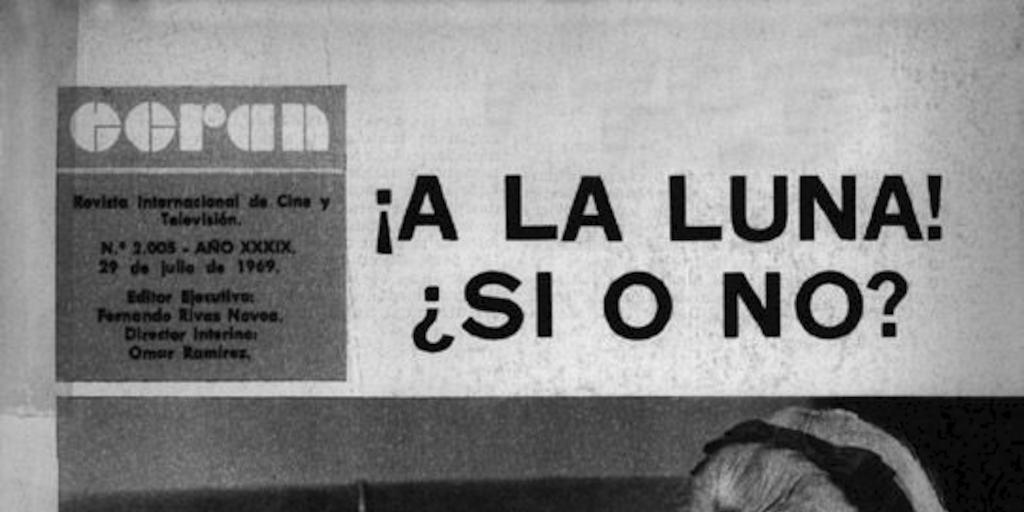 ecran
Revista Internacional de Cine y
Televisión.
N.º 2.005 - AÑO XXXIX.
29 de julio de 1969.
Editor Ejecutivo:
Fernando Rivas Navea.
Director Interino:
Omar Ramírez.
¡A LA LUNA!
¿SI O NO?